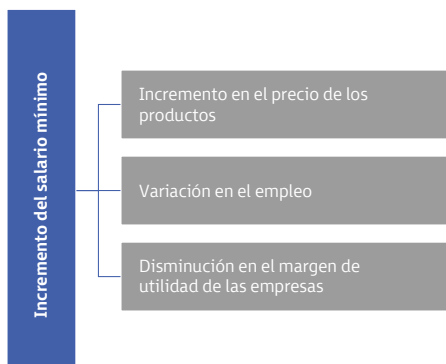 Incremento del salario mínimo
Incremento en el precio de los
productos
Variación en el empleo
Disminución en el margen de
utilidad de las empresas